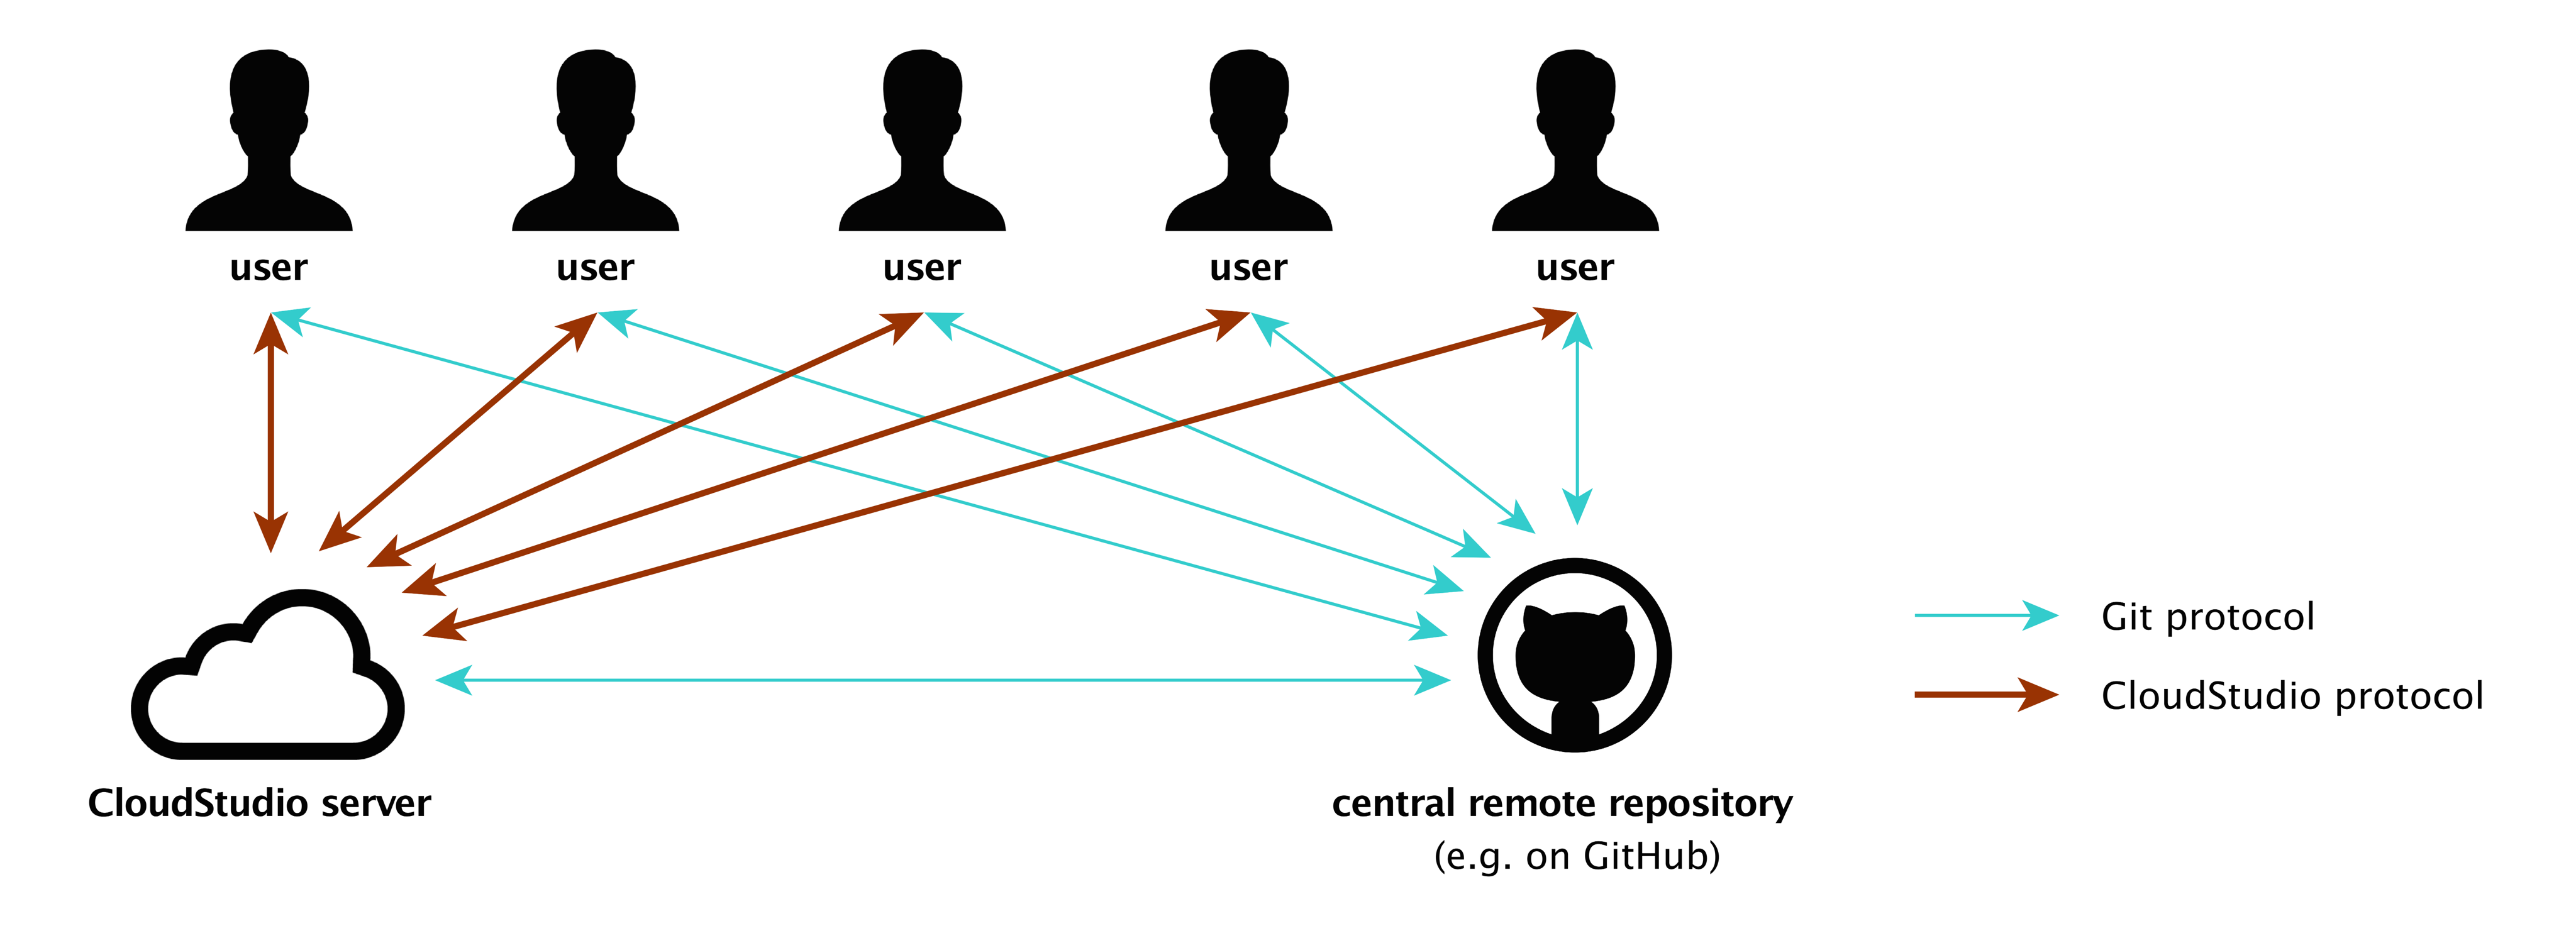 user
user
user
user
user
Git protocol
CloudStudio protocol
CloudStudio server
central remote repository
(e.g. on GitHub)